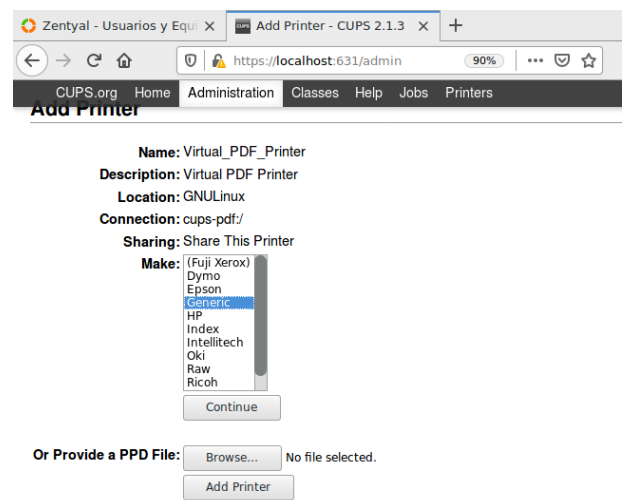 Zentyal - Usuarios y Equi
Add Printer - CUPS 2.1.3
https://localhost:631/admin
90%
CUPS.org Home Administration Classes Help Jobs Printers
Add Printer
Name: Virtual_PDF_Printer
Description: Virtual PDF Printer
Location: GNULinux
Connection: cups-pdf:/
Sharing: Share This Printer
Make: (Fuji Xerox)
Dymo
Epson
Generic
HP
Index
Intellitech
Oki
Raw
Ricoh
Continue
Or Provide a PPD File: Browse... No file selected.
Add Printer